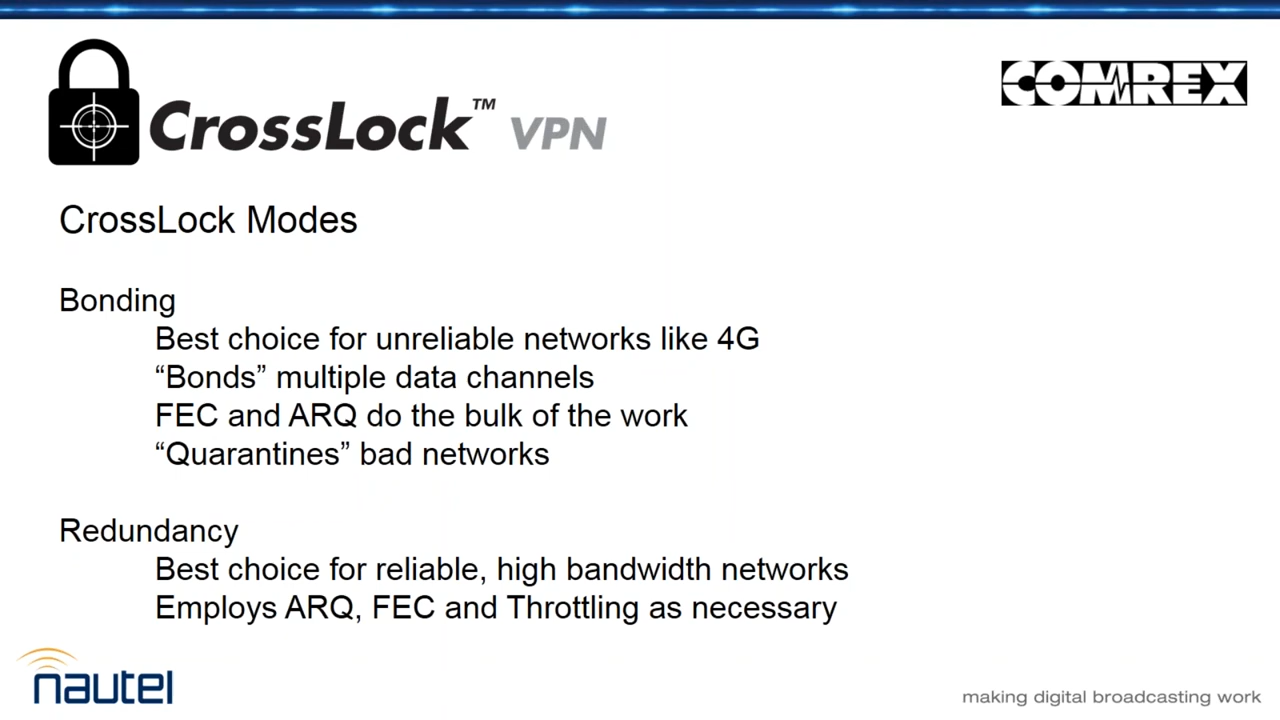 CrossLock™ VPN
COMREX
CrossLock Modes
Bonding
Best choice for unreliable networks like 4G
“Bonds” multiple data channels
FEC and ARQ do the bulk of the work
“Quarantines” bad networks
Redundancy
Best choice for reliable, high bandwidth networks
Employs ARQ, FEC and Throttling as necessary
nautel
making digital broadcasting work